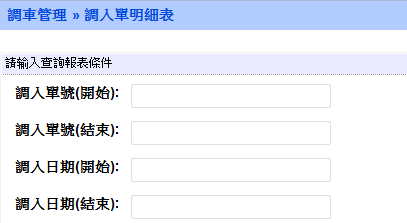 調車管理 » 調入單明細表
請輸入查詢報表條件
調入單號(開始):
調入單號(結束):
調入日期(開始):
調入日期(結束):